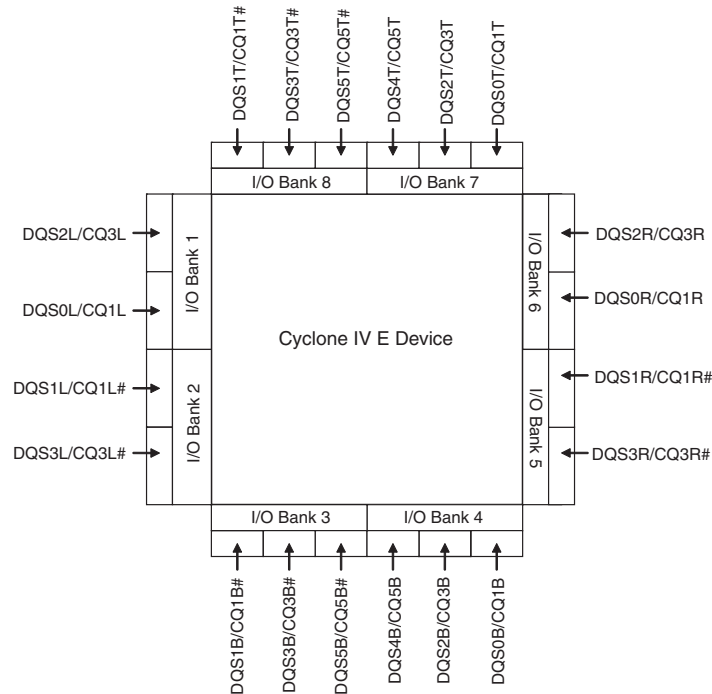 DQS1T/CQ1T#
DQS3T/CQ3T#
DQS5T/CQ5T#
DQS4T/CQ5T
DQS2T/CQ3T
DQS0T/CQ1T
I/O Bank 8
I/O Bank 7
DQS2L/CQ3L
DQS0L/CQ1L
I/O Bank 1
DQS1L/CQ1L#
DQS3L/CQ3L#
I/O Bank 2
Cyclone IV E Device
I/O Bank 6
DQS2R/CQ3R
DQS0R/CQ1R
I/O Bank 5
DQS1R/CQ1R#
DQS3R/CQ3R#
I/O Bank 3
I/O Bank 4
DQS1B/CQ1B#
DQS3B/CQ3B#
DQS5B/CQ5B#
DQS4B/CQ5B
DQS2B/CQ3B
DQS0B/CQ1B